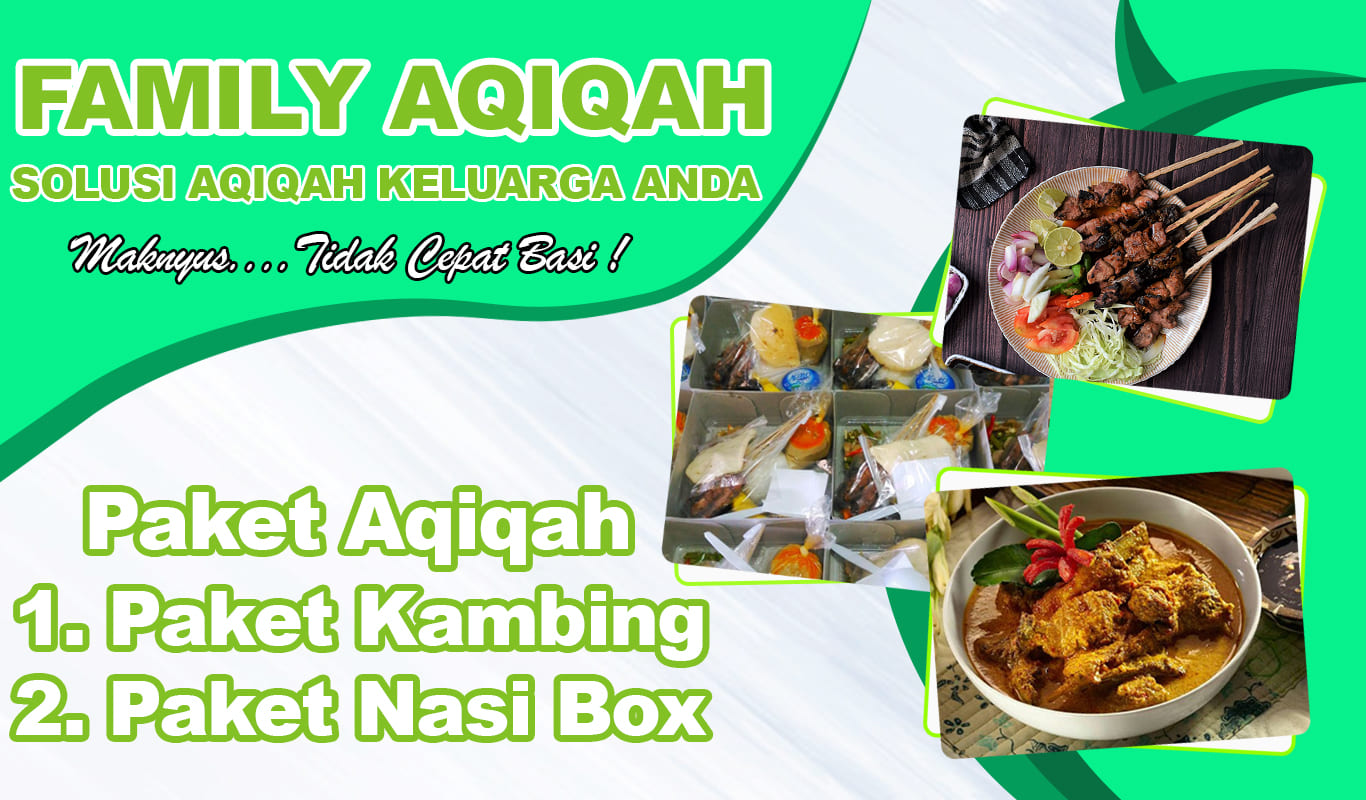 FAMILY AQIQAH
SOLUSI AQIQAH KELUARGA ANDA
Maknyus.... Tidak Cepat Basi !
Paket Aqiqah
1. Paket Kambing
2. Paket Nasi Box